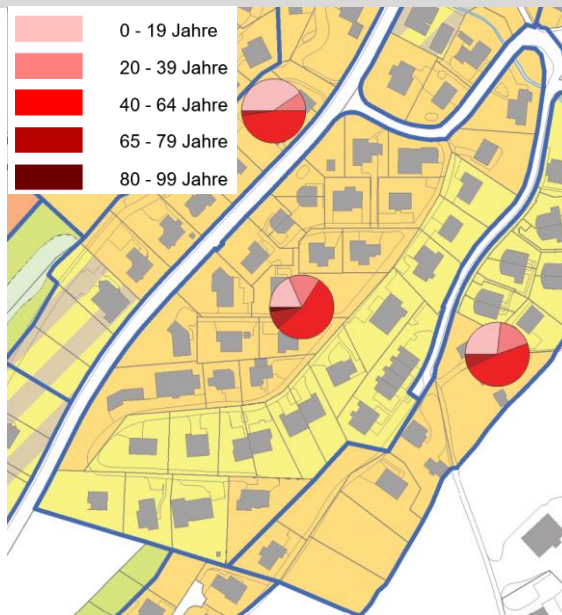 0 - 19 Jahre
20 - 39 Jahre
40 - 64 Jahre
65 - 79 Jahre
80 - 99 Jahre